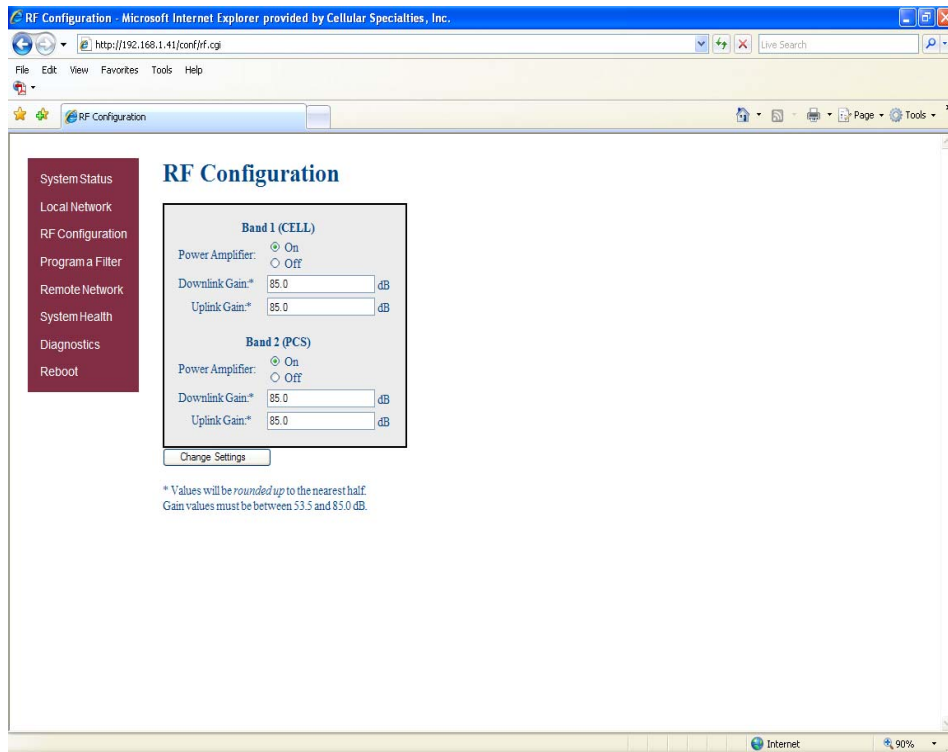 RF Configuration - Microsoft Internet Explorer provided by Cellular Specialties, Inc.
http://192.168.1.41/conf/rf.cgi
Live Search
File Edit View Favorites Tools Help
RF Configuration
Page Tools
System Status
Local Network
RF Configuration
Program a Filter
Remote Network
System Health
Diagnostics
Reboot
RF Configuration
Band 1 (CELL)
Power Amplifier: On
Off
Downlink Gain:* 85.0 dB
Uplink Gain:* 85.0 dB
Band 2 (PCS)
Power Amplifier: On
Off
Downlink Gain:* 85.0 dB
Uplink Gain:* 85.0 dB
Change Settings
* Values will be rounded up to the nearest half.
Gain values must be between 53.5 and 85.0 dB.
Internet
90%